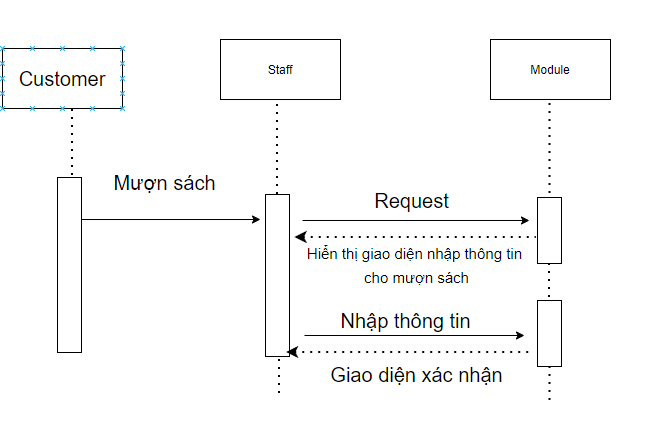 Customer
Staff
Module
Mượn sách
Request
Hiển thị giao diện nhập thông tin
cho mượn sách
Nhập thông tin
Giao diện xác nhận